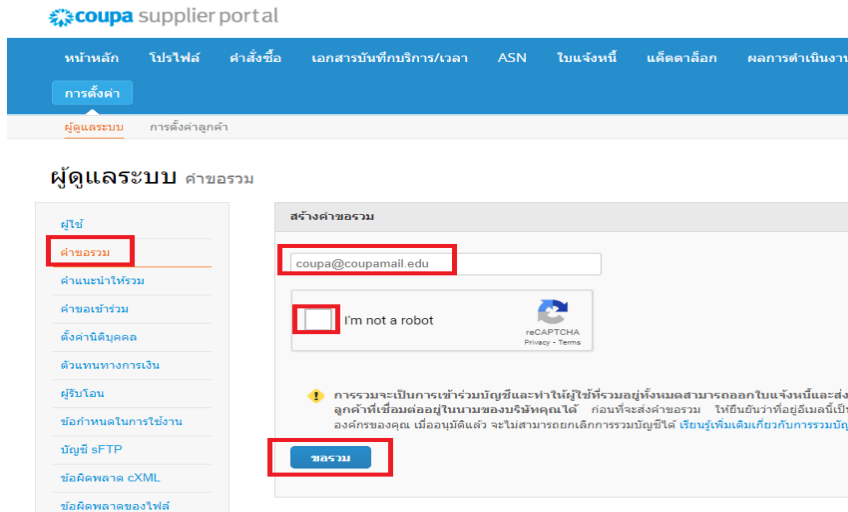 coupa supplier portal
หน้าหลัก โปรไฟล์ คำสั่งซื้อ เอกสารบันทึกบริการ/เวลา ASN ใบแจ้งหนี้ แค็ตตาล็อก ผลการดำเนินงาน
การตั้งค่า
ผู้ดูแลระบบ การตั้งค่าลูกค้า
ผู้ดูแลระบบ คำขอรวม
ผู้ใช้
คำขอรวม
คำแนะนำให้รวม
คำขอเข้าร่วม
ตั้งค่านิติบุคคล
ตัวแทนทางการเงิน
ผู้รับโอน
ข้อกำหนดในการใช้งาน
บัญชี sFTP
ข้อผิดพลาด cXML
ข้อผิดพลาดของไฟล์
สร้างคำขอรวม
coupa@coupamail.edu
I'm not a robot
reCAPTCHA
Privacy - Terms
การรวมจะเป็นการเข้าร่วมบัญชีและทำให้ผู้ใช้ที่รวมอยู่ทั้งหมดสามารถออกใบแจ้งหนี้และส่ง
ลูกค้าที่เชื่อมต่ออยู่ในนามของบริษัทคุณได้ ก่อนที่จะส่งคำขอรวม ให้ยืนยันว่าที่อยู่อีเมลนี้เป็น
องค์กรของคุณ เมื่ออนุมัติแล้ว จะไม่สามารถยกเลิกการรวมบัญชีได้ เรียนรู้เพิ่มเติมเกี่ยวกับการรวมบัญ
ขอรวม